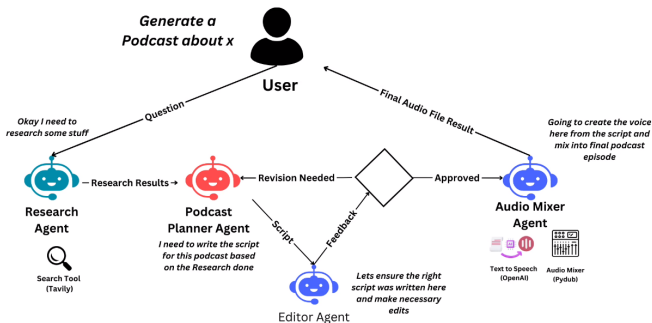 Generate a
Podcast about x
User
Question
Final Audio File Result
Okay I need to
research some stuff
Going to create the voice
here from the script and
mix into final podcast
episode
Research Results
Revision Needed
Approved
Research
Agent
Podcast
Planner Agent
Audio Mixer
Agent
I need to write the script
for this podcast based
on the Research done
Script
Feedback
Search Tool
(Tavily)
Text to Speech
(OpenAI)
Audio Mixer
(Pydub)
Lets ensure the right
script was written here
and make necessary
edits
Editor Agent